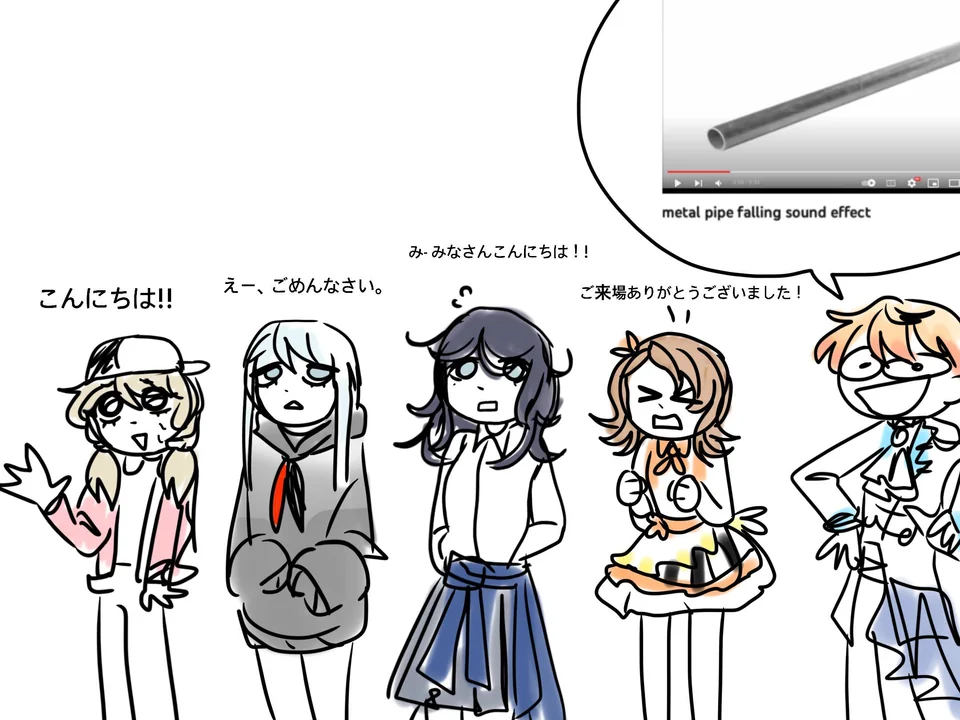 metal pipe falling sound effect
み- みなさんこんにちは！！
こんにちは!!
えー、ごめんなさい。
ご来場ありがとうございました！